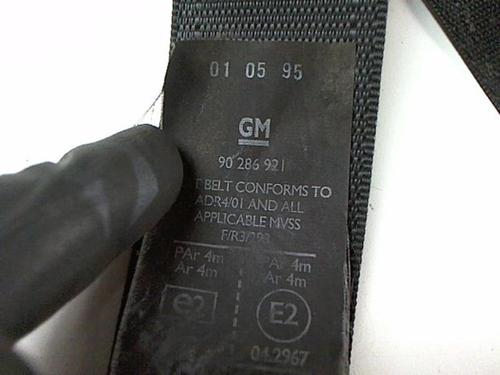 01 05 95
GM
90 286 921
T BELT CONFORMS TO
ADR4/01 AND ALL
APPLICABLE MVSS
PAr 4m PAr 4m
Ar 4m Ar 4m
e2 E2
042967